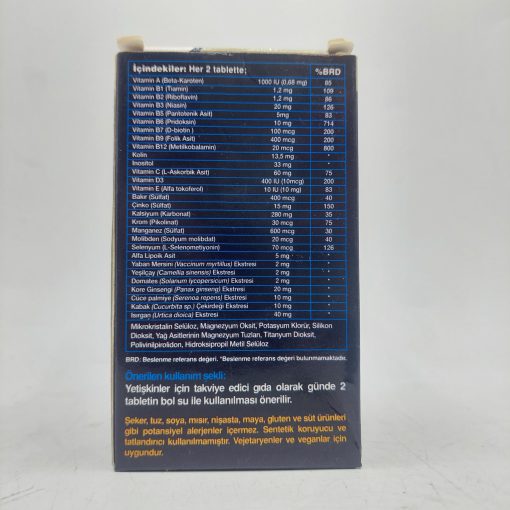 İçindekiler: Her 2 tablette; %BRD
Vitamin A (Beta-Karoten) 1000 IU (0,68 mg) 85
Vitamin B1 (Tiamin) 1,2 mg 109
Vitamin B2 (Riboflavin) 1,2 mg 86
Vitamin B3 (Niasin) 20 mg 126
Vitamin B5 (Pantotenik Asit) 5mg 83
Vitamin B6 (Pridoksin) 10 mg 714
Vitamin B7 (D-biotin) 100 mcg 200
Vitamin B9 (Folik Asit) 400 mcg 200
Vitamin B12 (Metilkobalamin) 20 mcg 800
Kolin 13,5 mg *
Inositol 33 mg *
Vitamin C (L-Askorbik Asit) 60 mg 75
Vitamin D3 400 IU (10mcg) 200
Vitamin E (Alfa tokoferol) 10 IU (10 mg) 83
Bakır (Sülfat) 400 mcg 40
Çinko (Sülfat) 15 mg 150
Kalsiyum (Karbonat) 280 mg 35
Krom (Pikolinat) 30 mcg 75
Manganez (Sülfat) 600 mcg 30
Molibden (Sodyum molibdat) 20 mcg 40
Selenyum (L-Selenometiyonin) 70 mcg 126
Alfa Lipoik Asit 5 mg *
Yaban Mersini (Vaccinum myrtillus) Ekstresi 2 mg *
Yeşilçay (Camellia sinensis) Ekstresi 2 mg *
Domates (Solanum lycopersicum) Ekstresi 2 mg *
Kore Ginsengi (Panax ginseng) Ekstresi 20 mg *
Cüce palmiye (Serenoa repens) Ekstresi 10 mg *
Kabak (Cucurbita sp.) Çekirdeği Ekstresi 10 mg *
Isırgan (Urtica dioica) Ekstresi 40 mg *
Mikrokristalin Selüloz, Magnezyum Oksit, Potasyum Klorür, Silikon
Dioksit, Yağ Asitlerinin Magnezyum Tuzları, Titanyum Dioksit,
Polivinilpirolidon, Hidroksipropil Metil Selüloz
BRD: Beslenme referans değeri. *Beslenme referans değeri bulunmamaktadır.
Önerilen kullanım şekli:
Yetişkinler için takviye edici gıda olarak günde 2
tabletin bol su ile kullanılması önerilir.
Şeker, tuz, soya, mısır, nişasta, maya, gluten ve süt ürünleri
gibi potansiyel alerjenler içermez. Sentetik koruyucu ve
tatlandırıcı kullanılmamıştır. Vejetaryenler ve veganlar için
uygundur.